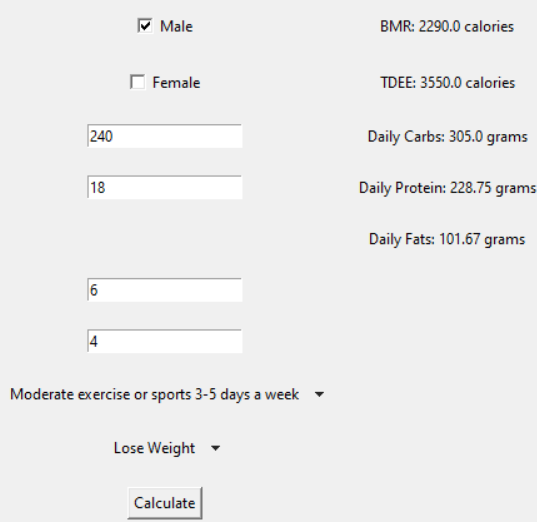 Male BMR: 2290.0 calories
Female TDEE: 3550.0 calories
240 Daily Carbs: 305.0 grams
18 Daily Protein: 228.75 grams
Daily Fats: 101.67 grams
6
4
Moderate exercise or sports 3-5 days a week
Lose Weight
Calculate